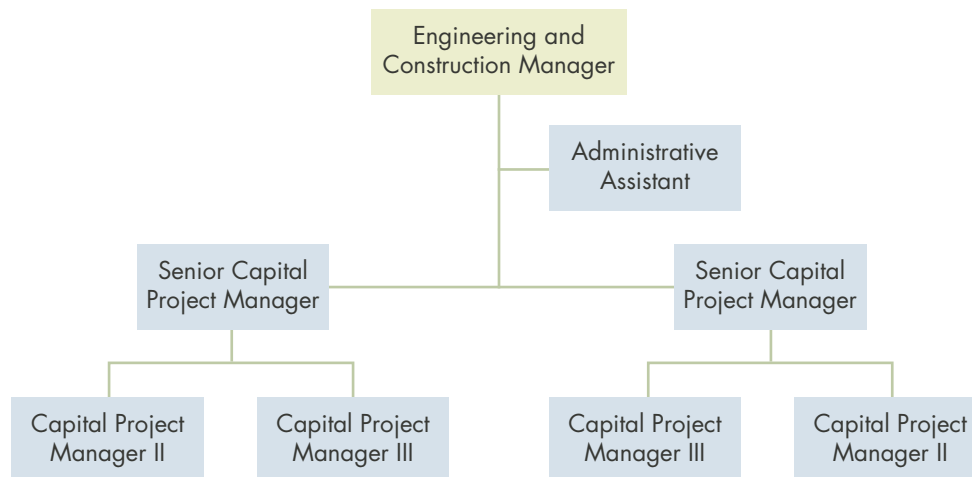 Engineering and
Construction Manager
Administrative
Assistant
Senior Capital
Project Manager
Senior Capital
Project Manager
Capital Project
Manager II
Capital Project
Manager III
Capital Project
Manager III
Capital Project
Manager II